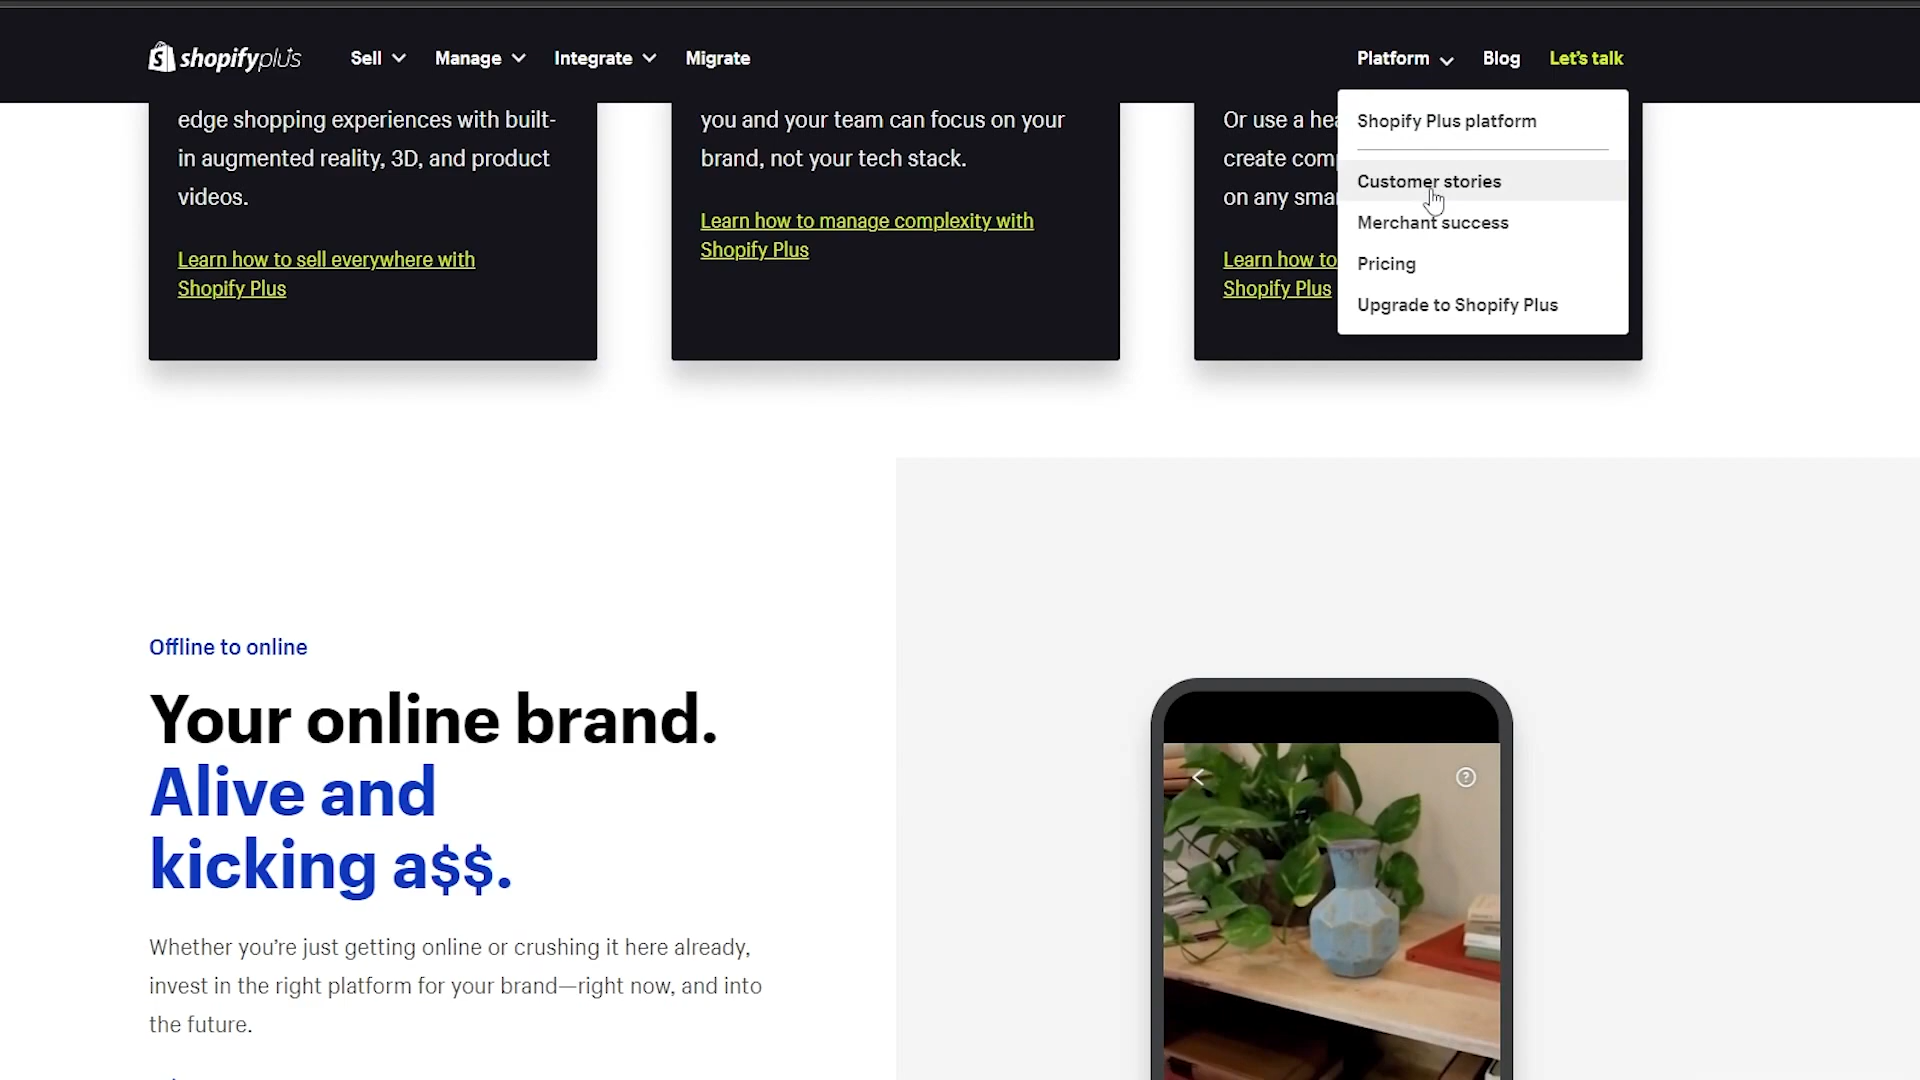 shopifyplus
Sell
Manage
Integrate
Migrate
Platform
Blog
Let's talk
edge shopping experiences with built-
in augmented reality, 3D, and product
videos.
Learn how to sell everywhere with
Shopify Plus
you and your team can focus on your
brand, not your tech stack.
Learn how to manage complexity with
Shopify Plus
Or use a
create
on any
Learn how to
Shopify Plus
Shopify Plus platform
Customer stories
Merchant success
Pricing
Upgrade to Shopify Plus
Offline to online
Your online brand.
Alive and
kicking a$$.
Whether you’re just getting online or crushing it here already,
invest in the right platform for your brand—right now, and into
the future.